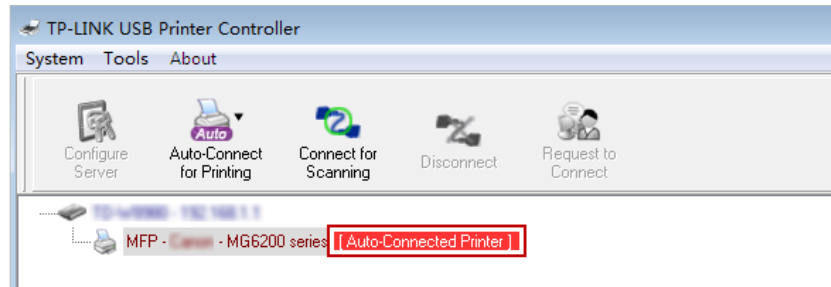 TP-LINK USB Printer Controller
System Tools About
Configure Server
Auto
Auto-Connect for Printing
Connect for Scanning
Disconnect
Request to Connect
MFP - - MG6200 series [ Auto-Connected Printer ]